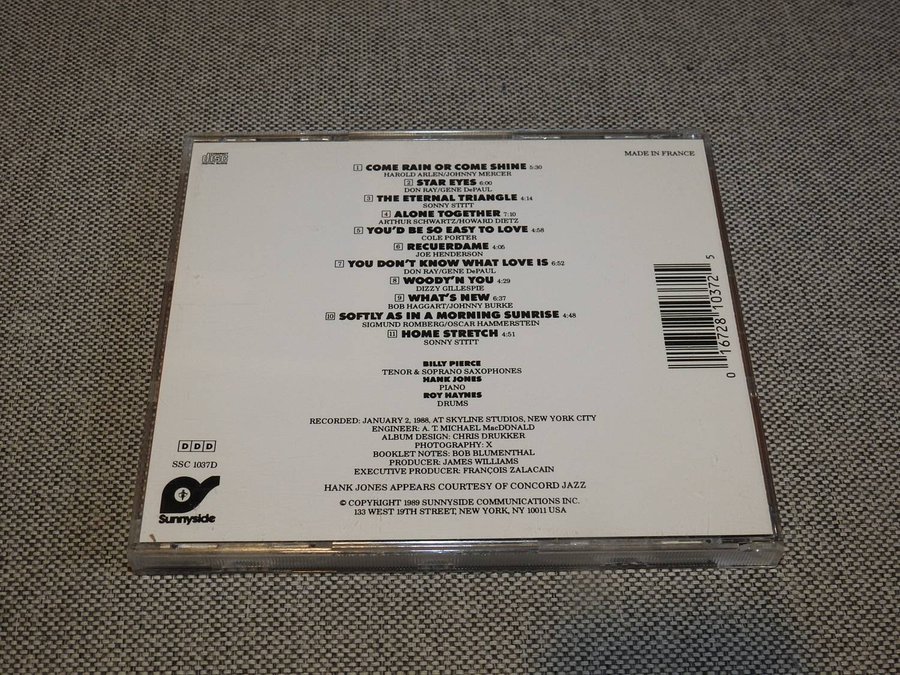 MADE IN FRANCE
1 COME RAIN OR COME SHINE 5:30
HAROLD ARLEN/JOHNNY MERCER
2 STAR EYES 6:00
DON RAY/GENE DePAUL
3 THE ETERNAL TRIANGLE 4:14
SONNY STITT
4 ALONE TOGETHER 7:10
ARTHUR SCHWARTZ/HOWARD DIETZ
5 YOU'D BE SO EASY TO LOVE 4:58
COLE PORTER
6 RECUERDAME 4:05
JOE HENDERSON
7 YOU DON'T KNOW WHAT LOVE IS 6:52
DON RAY/GENE DePAUL
8 WOODY'N YOU 4:29
DIZZY GILLESPIE
9 WHAT'S NEW 6:37
BOB HAGGART/JOHNNY BURKE
10 SOFTLY AS IN A MORNING SUNRISE 4:48
SIGMUND ROMBERG/OSCAR HAMMERSTEIN
11 HOME STRETCH 4:51
SONNY STITT
BILLY PIERCE
TENOR & SOPRANO SAXOPHONES
HANK JONES
PIANO
ROY HAYNES
DRUMS
RECORDED: JANUARY 2, 1988, AT SKYLINE STUDIOS, NEW YORK CITY
ENGINEER: A. T. MICHAEL MacDONALD
ALBUM DESIGN: CHRIS DRUKKER
PHOTOGRAPHY: X
BOOKLET NOTES: BOB BLUMENTHAL
PRODUCER: JAMES WILLIAMS
EXECUTIVE PRODUCER: FRANÇOIS ZALACAIN
HANK JONES APPEARS COURTESY OF CONCORD JAZZ
© COPYRIGHT 1989 SUNNYSIDE COMMUNICATIONS INC.
133 WEST 19TH STREET, NEW YORK, NY 10011 USA
DDD
SSC 1037D
Sunnyside
0 16728 10372 5